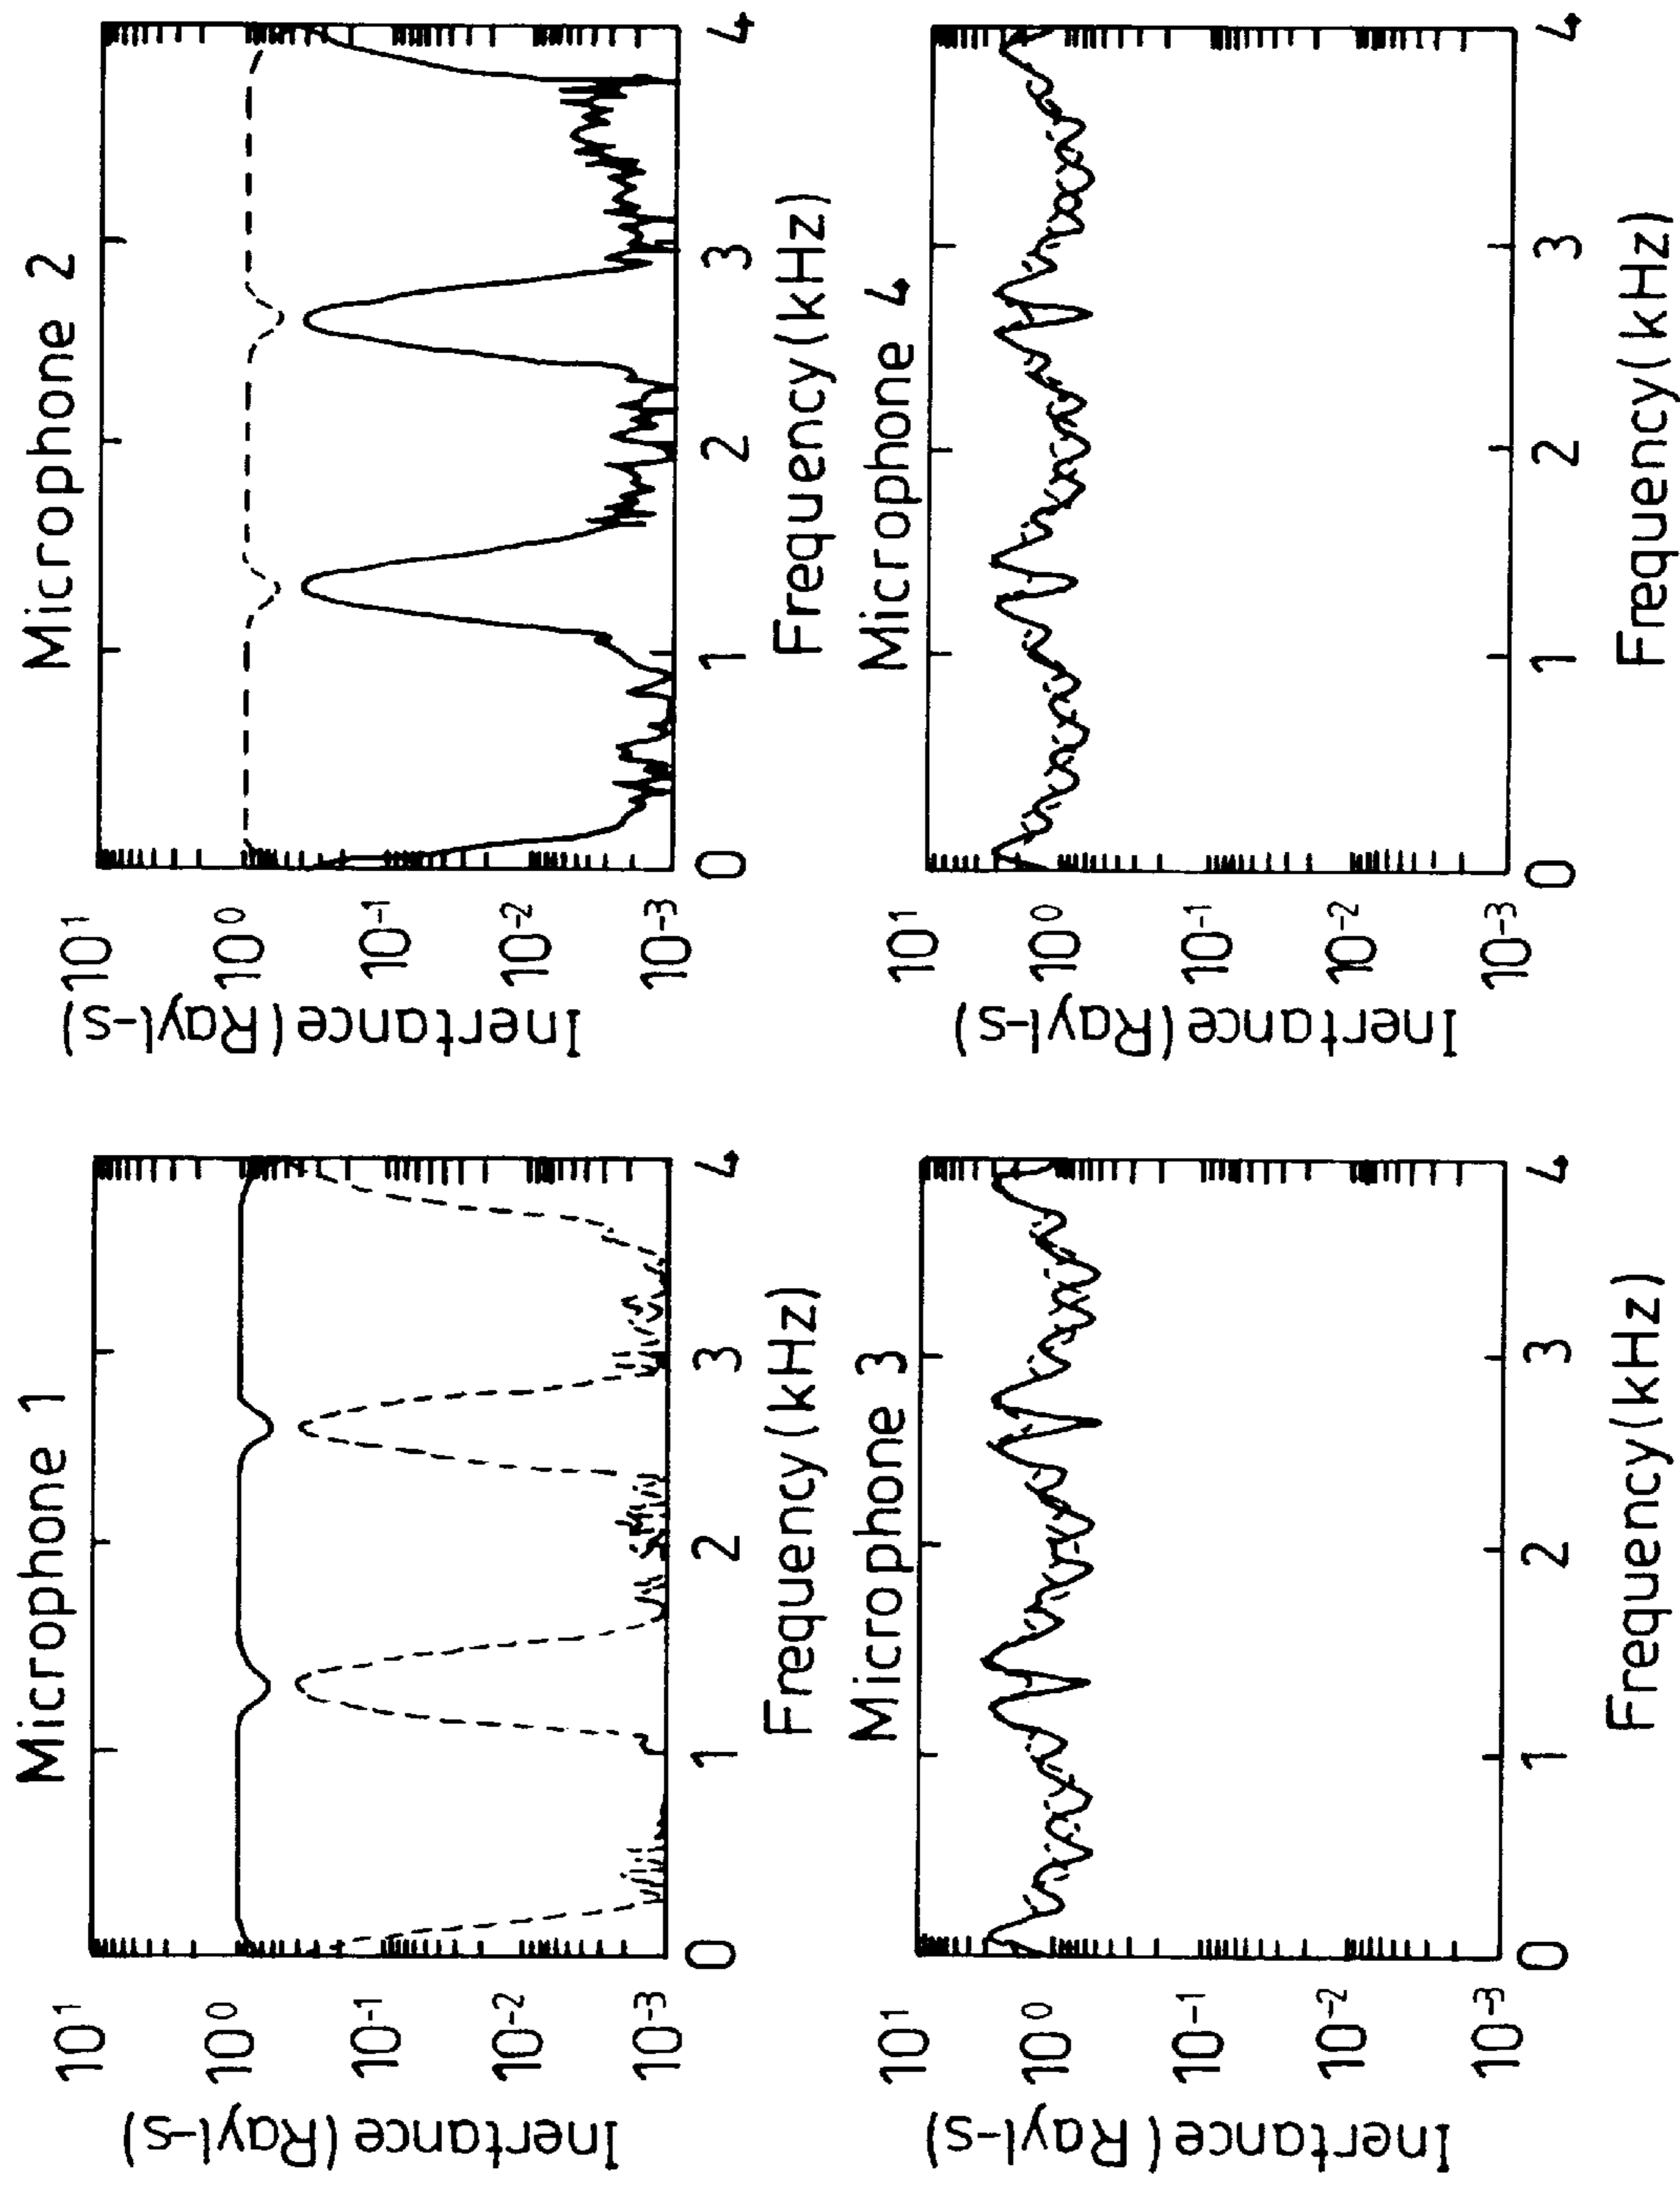 Microphone 1
Inertance (Rayl-s)
10¹
10⁰
10⁻¹
10⁻²
10⁻³
0 1 2 3 4
Frequency (kHz)
Microphone 2
Inertance (Rayl-s)
10¹
10⁰
10⁻¹
10⁻²
10⁻³
0 1 2 3 4
Frequency (kHz)
Microphone 3
Inertance (Rayl-s)
10¹
10⁰
10⁻¹
10⁻²
10⁻³
0 1 2 3 4
Frequency (kHz)
Microphone 4
Inertance (Rayl-s)
10¹
10⁰
10⁻¹
10⁻²
10⁻³
0 1 2 3 4
Frequency (kHz)